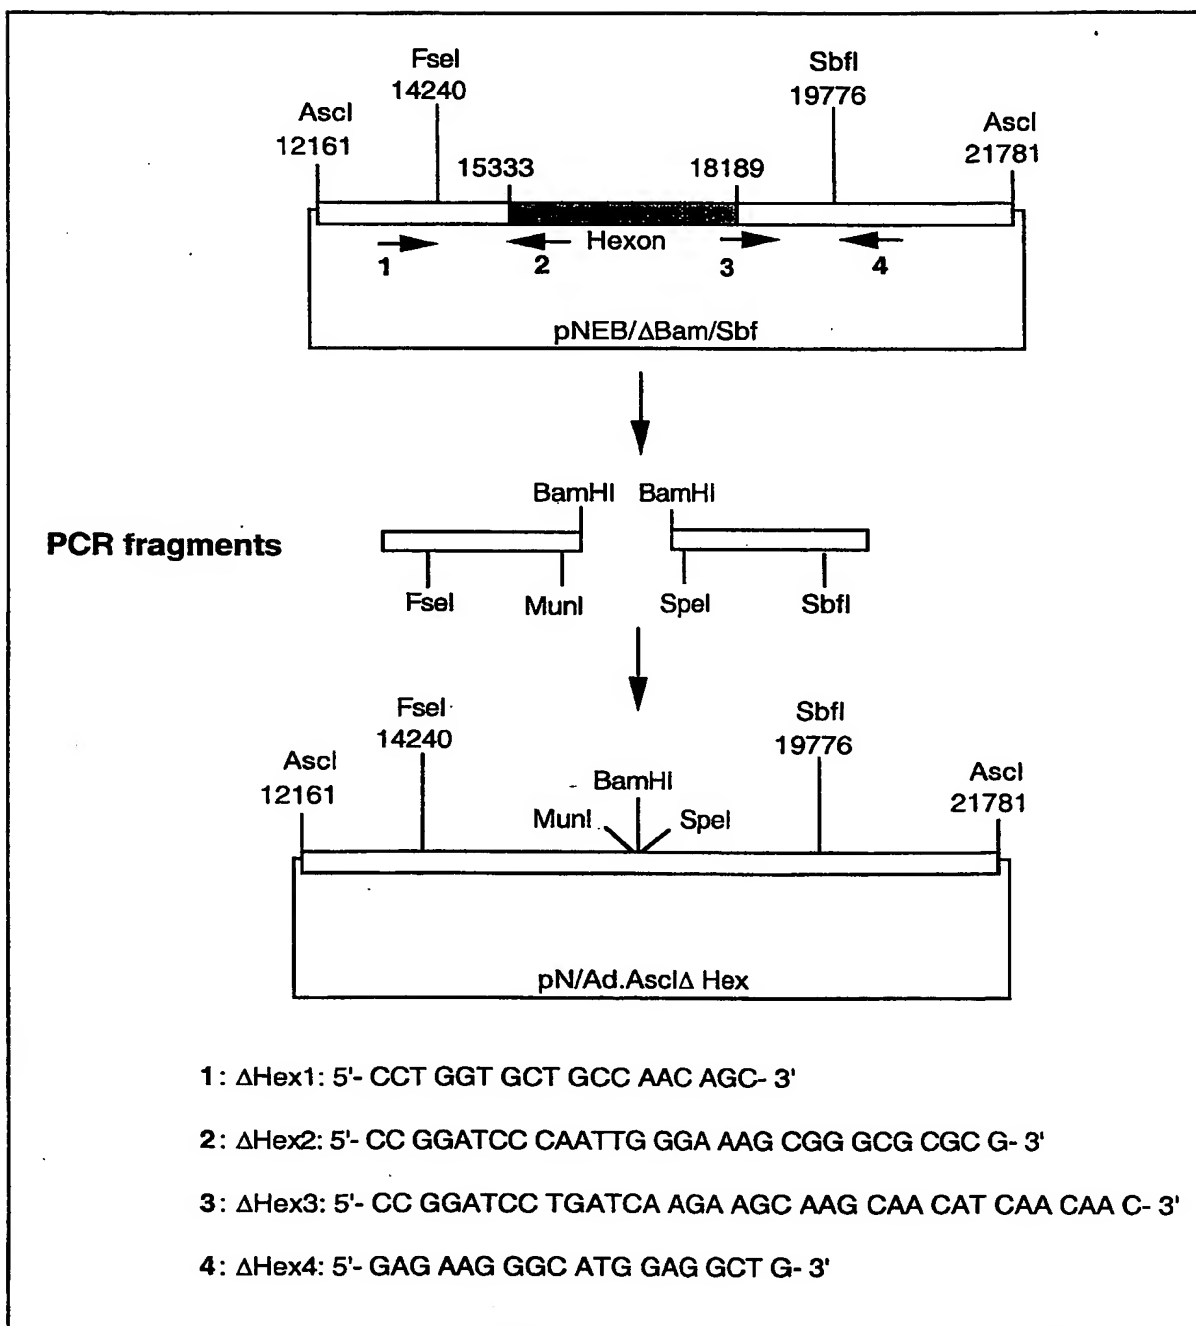 FseI
14240
SbfI
19776
AscI
12161
AscI
21781
15333
18189
Hexon
1
2
3
4
pNEB/ΔBam/Sbf
BamHI BamHI
PCR fragments
FseI MunI SpeI SbfI
FseI
14240
SbfI
19776
AscI
12161
BamHI
AscI
21781
MunI SpeI
pN/Ad.AscIΔ Hex
1: ΔHex1: 5'- CCT GGT GCT GCC AAC AGC- 3'
2: ΔHex2: 5'- CC GGATCC CAATTG GGA AAG CGG GCG CGC G- 3'
3: ΔHex3: 5'- CC GGATCC TGATCA AGA AGC AAG CAA CAT CAA CAA C- 3'
4: ΔHex4: 5'- GAG AAG GGC ATG GAG GCT G- 3'